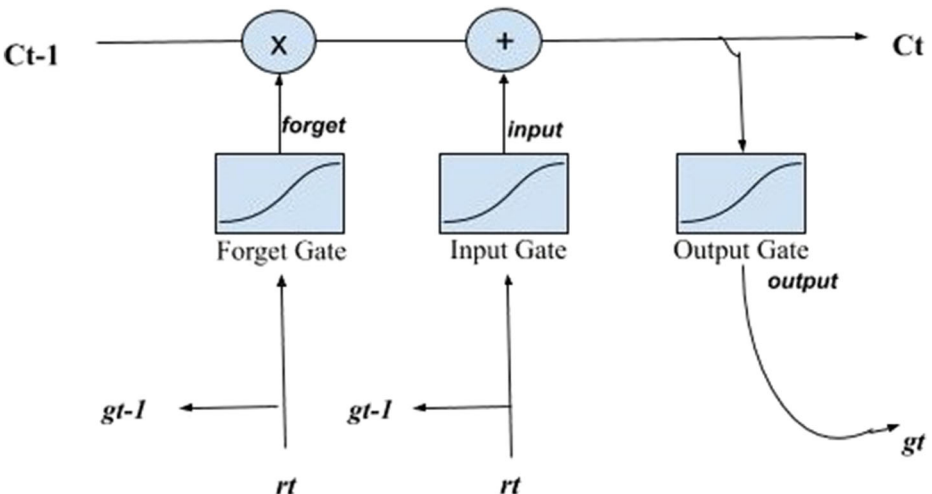 x
+
Ct-1
Ct
forget
input
Forget Gate
Input Gate
Output Gate
output
gt-1
gt-1
gt
rt
rt